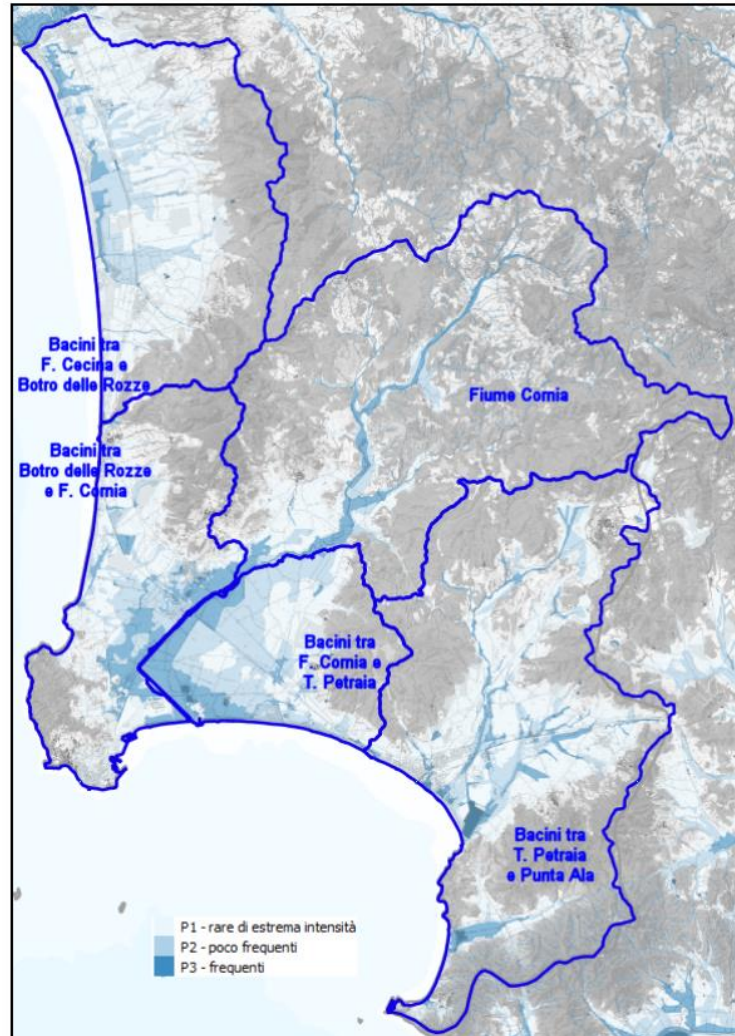 Bacini tra
F. Cecina e
Botro delle Rozze
Bacini tra
Botro delle Rozze
e F. Cornia
Fiume Cornia
Bacini tra
F. Cornia e
T. Petraia
Bacini tra
T. Petraia
e Punta Ala
P1 - rare di estrema intensità
P2 - poco frequenti
P3 - frequenti